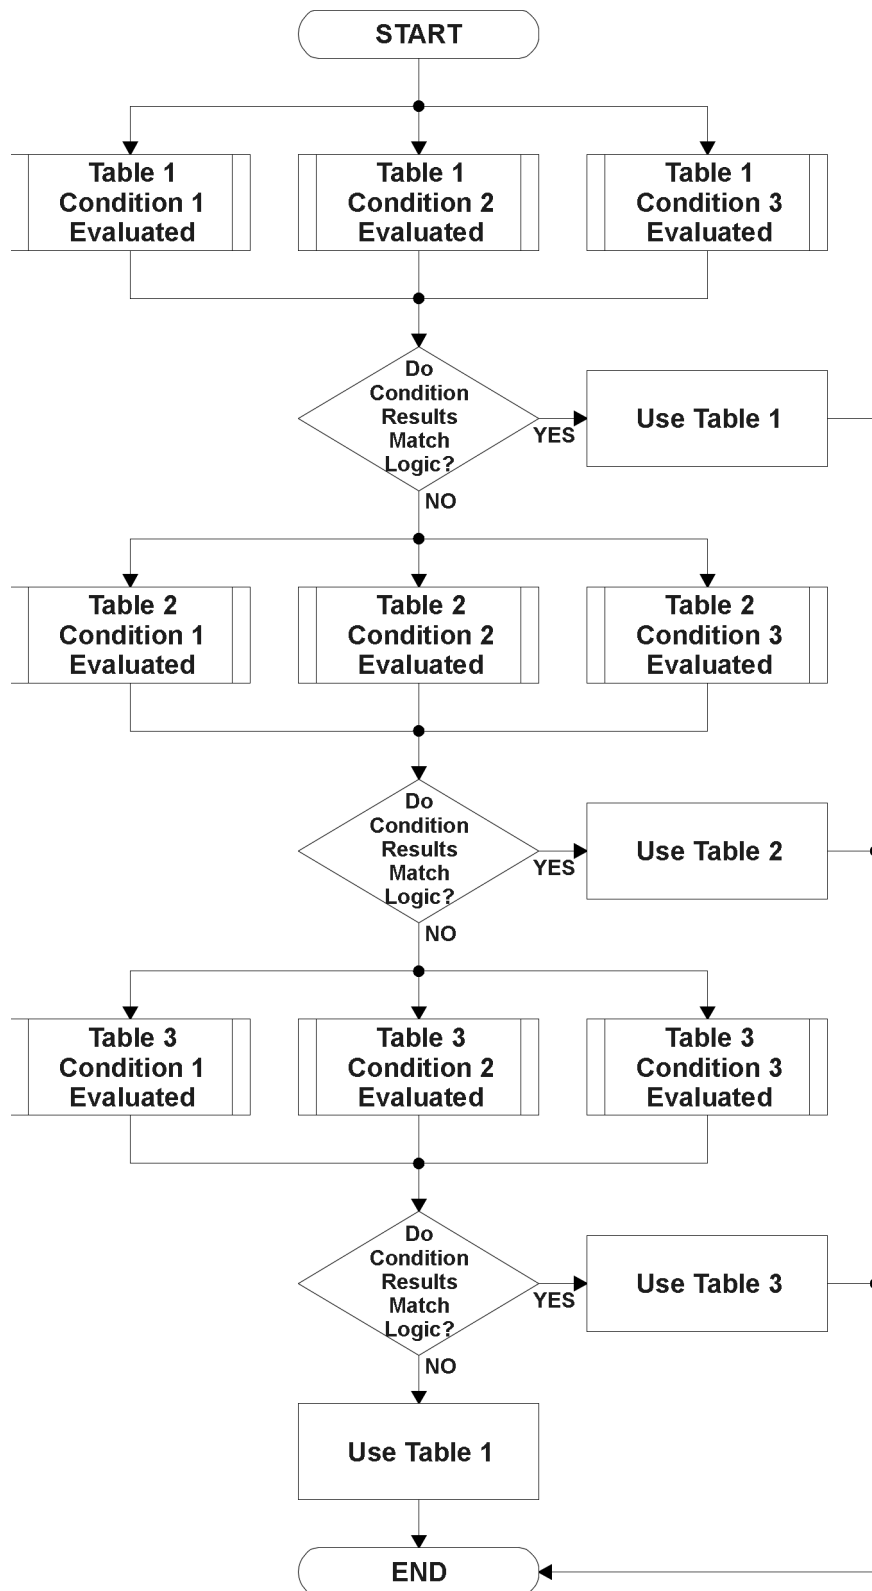 START
Table 1
Condition 1
Evaluated
Table 1
Condition 2
Evaluated
Table 1
Condition 3
Evaluated
Do
Condition
Results
Match
Logic?
YES
Use Table 1
NO
Table 2
Condition 1
Evaluated
Table 2
Condition 2
Evaluated
Table 2
Condition 3
Evaluated
Do
Condition
Results
Match
Logic?
YES
Use Table 2
NO
Table 3
Condition 1
Evaluated
Table 3
Condition 2
Evaluated
Table 3
Condition 3
Evaluated
Do
Condition
Results
Match
Logic?
YES
Use Table 3
NO
Use Table 1
END